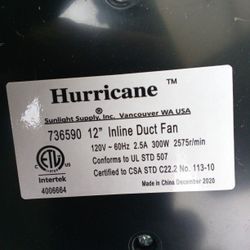 Hurricane ™
®
Sunlight Supply, Inc. Vancouver WA USA
736590 12" Inline Duct Fan
120V ~ 60Hz 2.5A 300W 2575r/min
Conforms to UL STD 507
Certified to CSA STD C22.2 No. 113-10
ETL
Intertek
4006664
Made in China December 2020